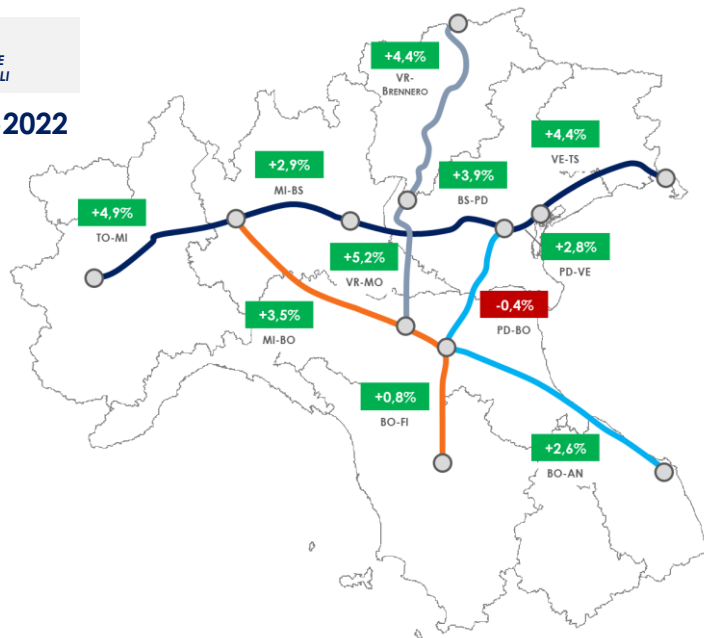 E
LI
2022
+4,4%
VR-
BRENNERO
+4,4%
VE-TS
+2,9%
MI-BS
+3,9%
BS-PD
+4,9%
TO-MI
+5,2%
VR-MO
+2,8%
PD-VE
+3,5%
MI-BO
-0,4%
PD-BO
+0,8%
BO-FI
+2,6%
BO-AN